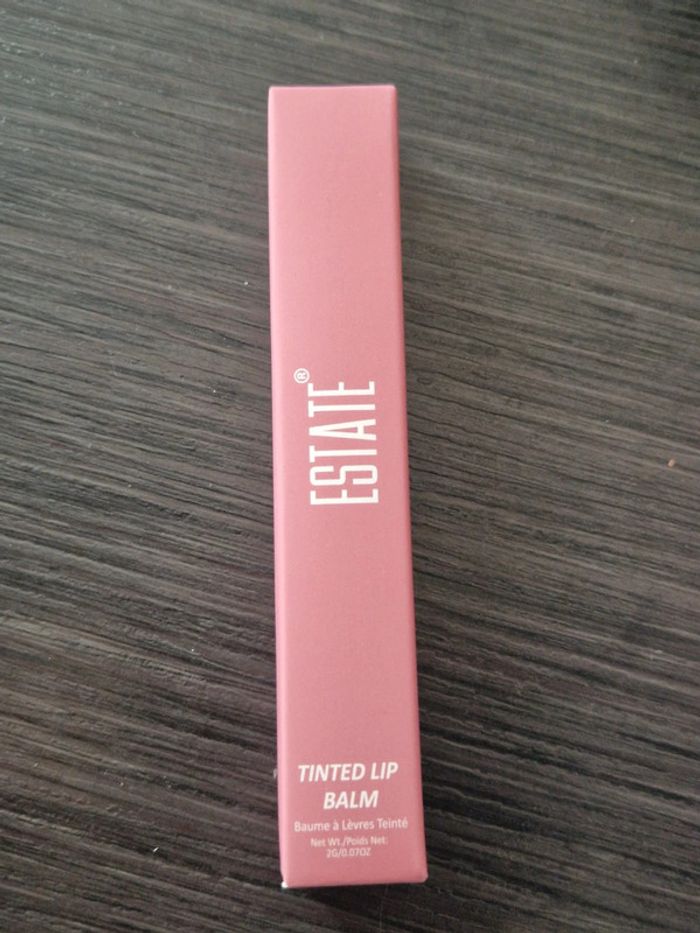 ESTATE®
TINTED LIP
BALM
Baume à Lèvres Teinté
Net Wt./Poids Net:
2G/0.07OZ